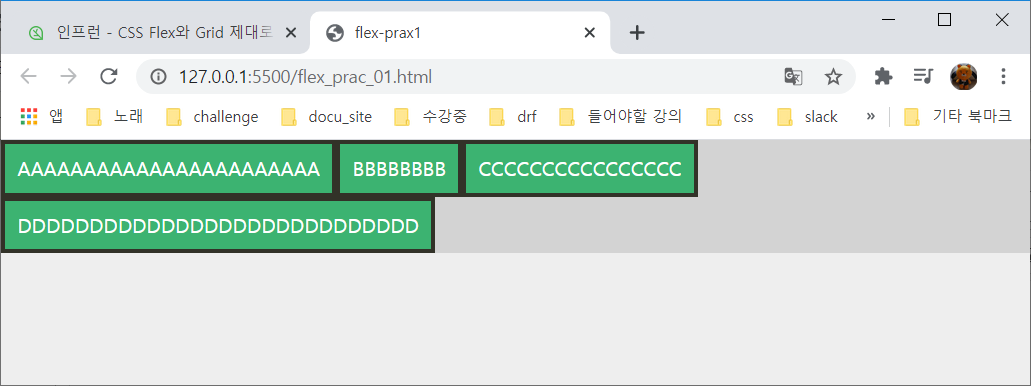 인프런 - CSS Flex와 Grid 제대로
flex-prax1
127.0.0.1:5500/flex_prac_01.html
앱 노래 challenge docu_site 수강중 drf 들어야할 강의 css slack » 기타 북마크
AAAAAAAAAAAAAAAAAAAAAAA BBBBBBBB CCCCCCCCCCCCCCCC
DDDDDDDDDDDDDDDDDDDDDDDDDDDD